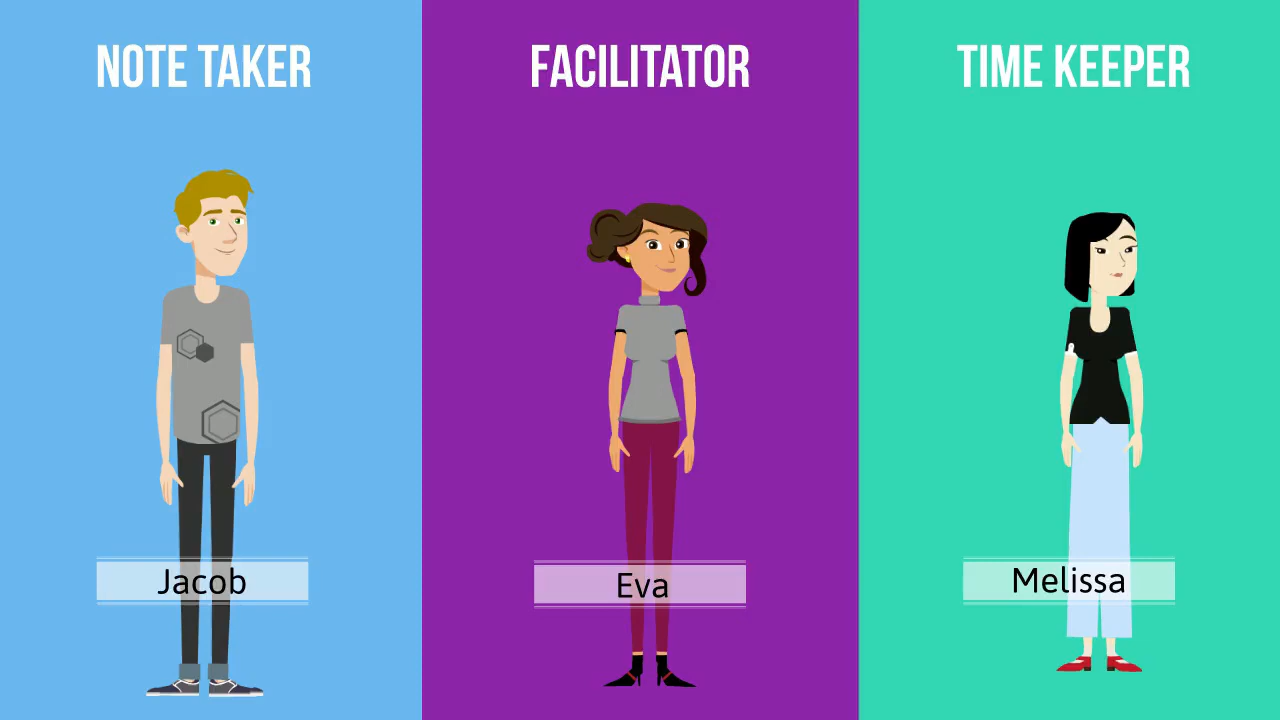 NOTE TAKER
FACILITATOR
TIME KEEPER
Jacob
Eva
Melissa